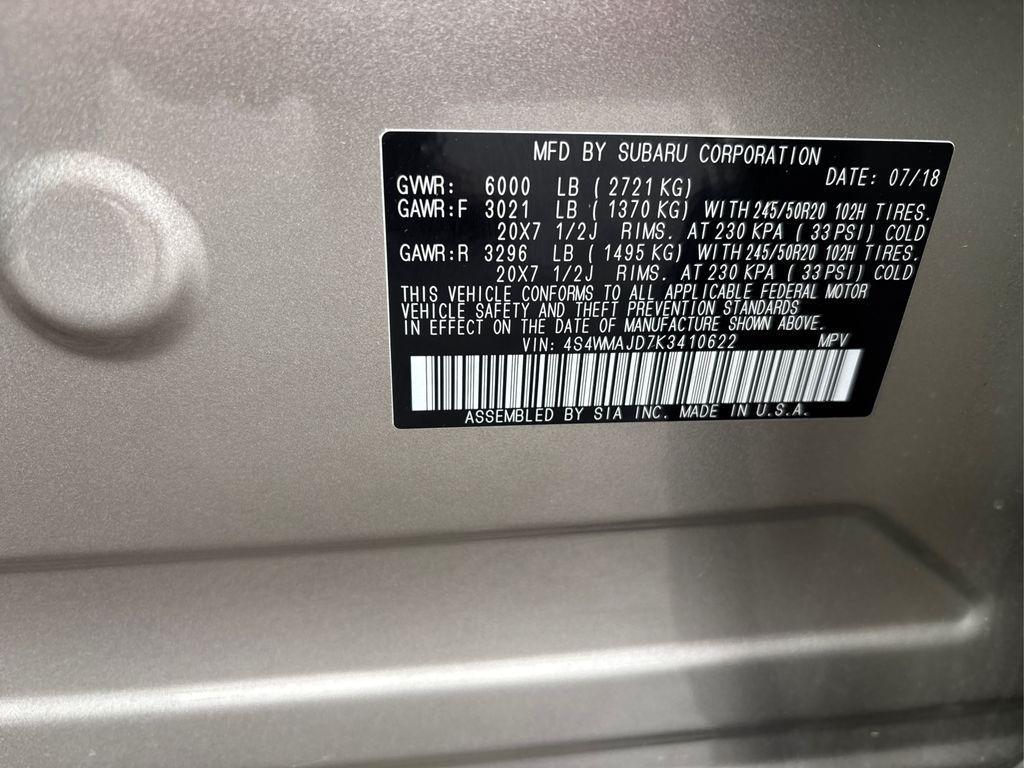 MFD BY SUBARU CORPORATION
DATE: 07/18
GVWR: 6000 LB ( 2721 KG)
GAWR:F 3021 LB ( 1370 KG) WITH 245/50R20 102H TIRES.
20X7 1/2J RIMS. AT 230 KPA ( 33 PSI) COLD
GAWR:R 3296 LB ( 1495 KG) WITH 245/50R20 102H TIRES.
20X7 1/2J RIMS. AT 230 KPA ( 33 PSI) COLD
THIS VEHICLE CONFORMS TO ALL APPLICABLE FEDERAL MOTOR
VEHICLE SAFETY AND THEFT PREVENTION STANDARDS
IN EFFECT ON THE DATE OF MANUFACTURE SHOWN ABOVE.
VIN: 4S4WMAJD7K3410622 MPV
ASSEMBLED BY SIA INC. MADE IN U.S.A.